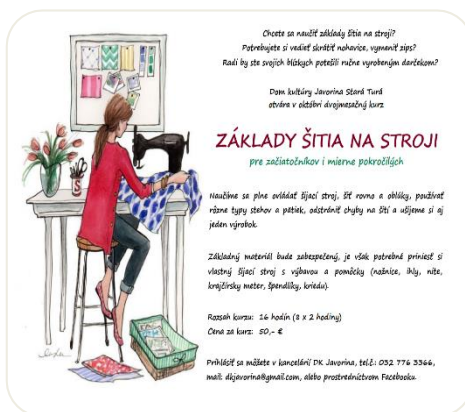 Chcete sa naučiť základy šitia na stroji?
Potrebujete si vedieť skrátiť nohavice, vymeniť zips?
Radi by ste svojich blízkych potešili ručne vyrobeným darčekom?
Dom kultúry Javorina Stará Turá
otvára v októbri dvojmesačný kurz
ZÁKLADY ŠITIA NA STROJI
pre začiatočníkov i mierne pokročilých
Naučíme sa plne ovládať šijací stroj, šiť rovno a oblúky, používať
rôzne typy stehov a pätiek, odstrániť chyby na šití a ušijeme si aj
jeden výrobok.
Základný materiál bude zabezpečený, je však potrebné priniesť si
vlastný šijací stroj s výbavou a pomôcky (nožnice, ihly, nite,
krajčírsky meter, špendlíky, kriedu).
Rozsah kurzu: 16 hodín (8 x 2 hodiny)
Cena za kurz: 50,- €
Prihlásiť sa môžete v kancelárii DK Javorina, tel.č.: 032 776 3366,
mail: dkjavorina@gmail.com, alebo prostredníctvom Facebooku.